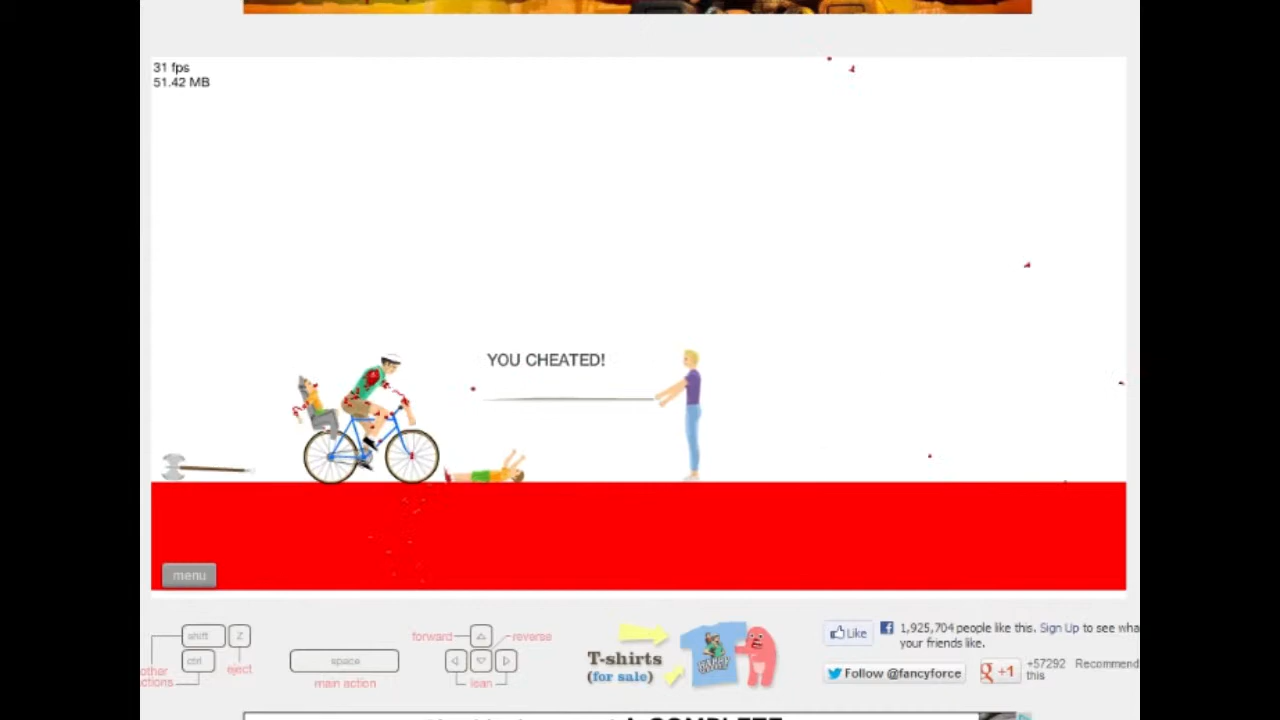 31 fps
51.42 MB
YOU CHEATED!
menu
shift
Z
ctrl
eject
other
ctions
space
main action
forward
reverse
lean
T-shirts
(for sale)
Like
1,925,704 people like this. Sign Up to see wha
your friends like.
Follow @fancyforce
+1
+57292 Recommend
this
A COMPLETE